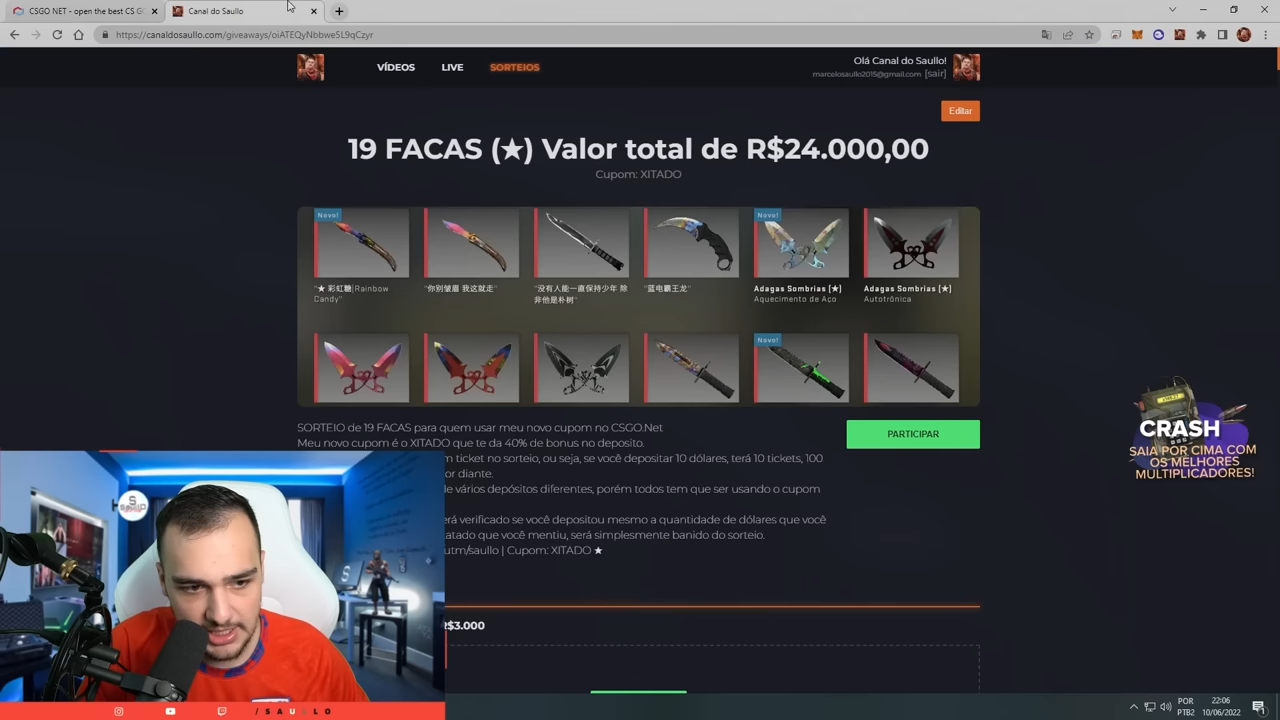 CSGO NET - open the best CS G
Canal do Saullo
https://canaldosaullo.com/giveaways/oiATEQyNbbwe5L9qCzyr
VÍDEOS
LIVE
SORTEIOS
Olá Canal do Saullo!
marcelosaullo2015@gmail.com [sair]
Editar
19 FACAS (★) Valor total de R$24.000,00
Cupom: XITADO
Novo!
Novo!
"★ 彩虹糖|Rainbow Candy"
"你别皱眉 我这就走"
"没有人能一直保持少年 除非他是朴树"
"蓝电霸王龙"
Adagas Sombrias [★] Aquecimento de Aço
Adagas Sombrias [★] Autotrônica
Novo!
SORTEIO de 19 FACAS para quem usar meu novo cupom no CSGO.Net
Meu novo cupom é o XITADO que te da 40% de bonus no deposito.
m ticket no sorteio, ou seja, se você depositar 10 dólares, terá 10 tickets, 100
or diante.
de vários depósitos diferentes, porém todos tem que ser usando o cupom
erá verificado se você depositou mesmo a quantidade de dólares que você
atado que você mentiu, será simplesmente banido do sorteio.
utm/saullo | Cupom: XITADO ★
PARTICIPAR
CRASH
SAIA POR CIMA COM
OS MELHORES
MULTIPLICADORES!
R$3.000
/SAULLO
POR
PTB2
22:06
10/06/2022